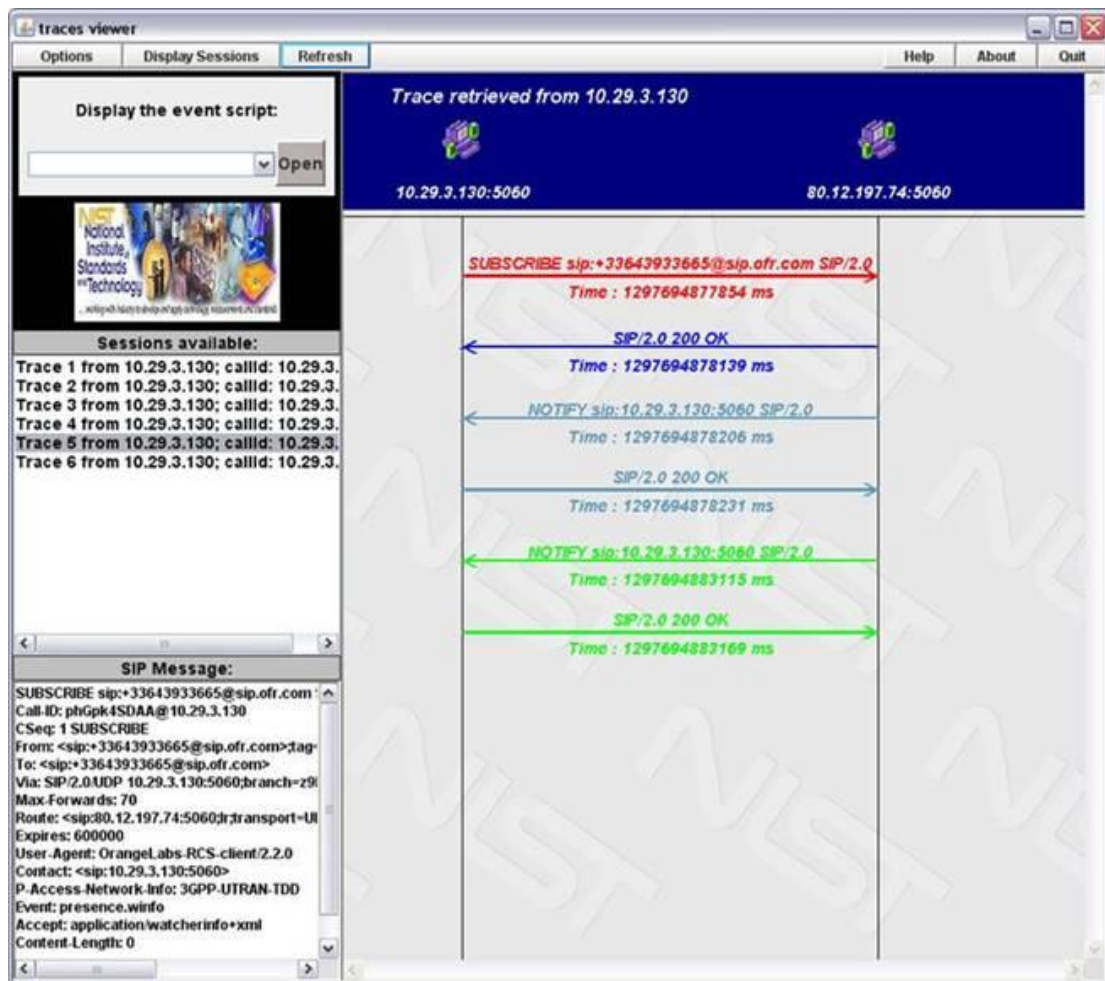 traces viewer
Options Display Sessions Refresh Help About Quit
Display the event script:
Open
NIST
National
Institute of
Standards
and Technology
Sessions available:
Trace 1 from 10.29.3.130; callId: 10.29.3.
Trace 2 from 10.29.3.130; callId: 10.29.3.
Trace 3 from 10.29.3.130; callId: 10.29.3.
Trace 4 from 10.29.3.130; callId: 10.29.3.
Trace 5 from 10.29.3.130; callId: 10.29.3.
Trace 6 from 10.29.3.130; callId: 10.29.3.
SIP Message:
SUBSCRIBE sip:+33643933665@sip.ofr.com
Call-ID: phGpk4SDAA@10.29.3.130
CSeq: 1 SUBSCRIBE
From: <sip:+33643933665@sip.ofr.com>;tag=
To: <sip:+33643933665@sip.ofr.com>
Via: SIP/2.0/UDP 10.29.3.130:5060;branch=z9
Max-Forwards: 70
Route: <sip:80.12.197.74:5060;lr;transport=U
Expires: 600000
User-Agent: OrangeLabs-RCS-client/2.2.0
Contact: <sip:10.29.3.130:5060>
P-Access-Network-Info: 3GPP-UTRAN-TDD
Event: presence.winfo
Accept: application/watcherinfo+xml
Content-Length: 0
Trace retrieved from 10.29.3.130
10.29.3.130:5060 80.12.197.74:5060
SUBSCRIBE sip:+33643933665@sip.ofr.com SIP/2.0
Time : 1297694877854 ms
SIP/2.0 200 OK
Time : 1297694878139 ms
NOTIFY sip:10.29.3.130:5060 SIP/2.0
Time : 1297694878206 ms
SIP/2.0 200 OK
Time : 1297694878231 ms
NOTIFY sip:10.29.3.130:5060 SIP/2.0
Time : 1297694883115 ms
SIP/2.0 200 OK
Time : 1297694883169 ms